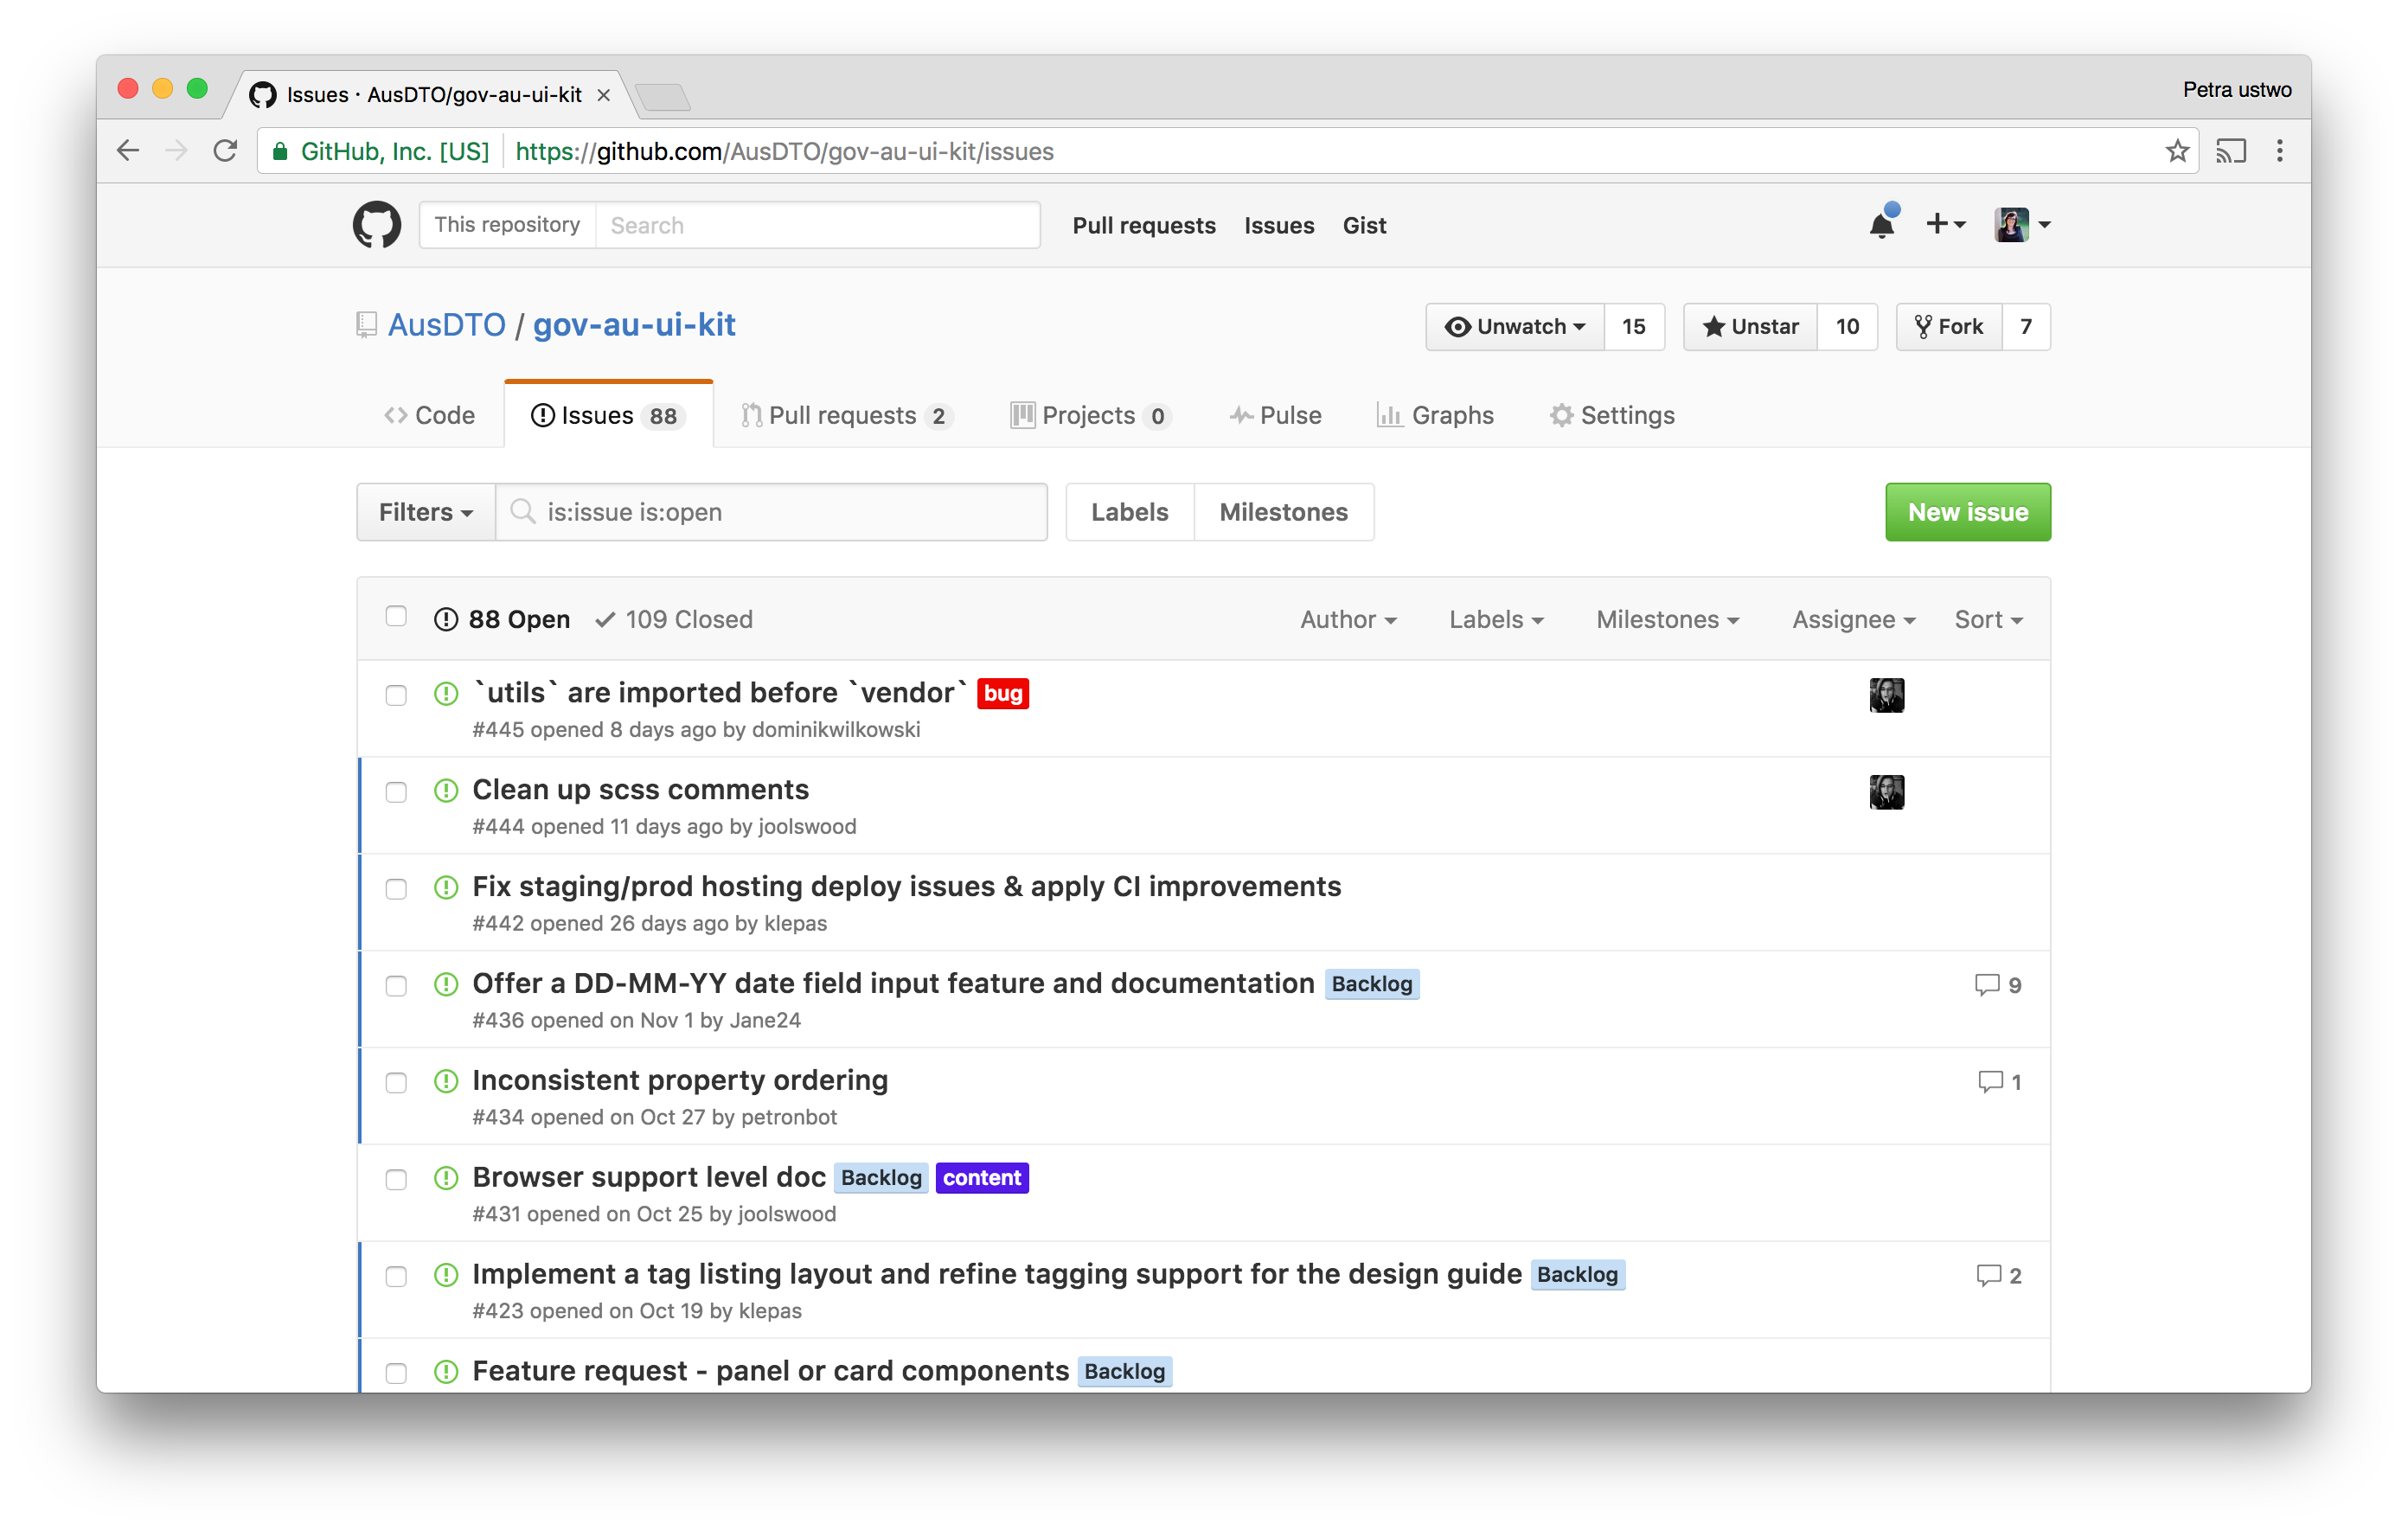 Issues · AusDTO/gov-au-ui-kit
Petra ustwo
GitHub, Inc. [US] https://github.com/AusDTO/gov-au-ui-kit/issues
This repository Search Pull requests Issues Gist
AusDTO / gov-au-ui-kit
Unwatch 15 Unstar 10 Fork 7
Code Issues 88 Pull requests 2 Projects 0 Pulse Graphs Settings
Filters is:issue is:open Labels Milestones New issue
88 Open 109 Closed Author Labels Milestones Assignee Sort
`utils` are imported before `vendor` bug
#445 opened 8 days ago by dominikwilkowski
Clean up scss comments
#444 opened 11 days ago by joolswood
Fix staging/prod hosting deploy issues & apply CI improvements
#442 opened 26 days ago by klepas
Offer a DD-MM-YY date field input feature and documentation Backlog 9
#436 opened on Nov 1 by Jane24
Inconsistent property ordering 1
#434 opened on Oct 27 by petronbot
Browser support level doc Backlog content
#431 opened on Oct 25 by joolswood
Implement a tag listing layout and refine tagging support for the design guide Backlog 2
#423 opened on Oct 19 by klepas
Feature request - panel or card components Backlog